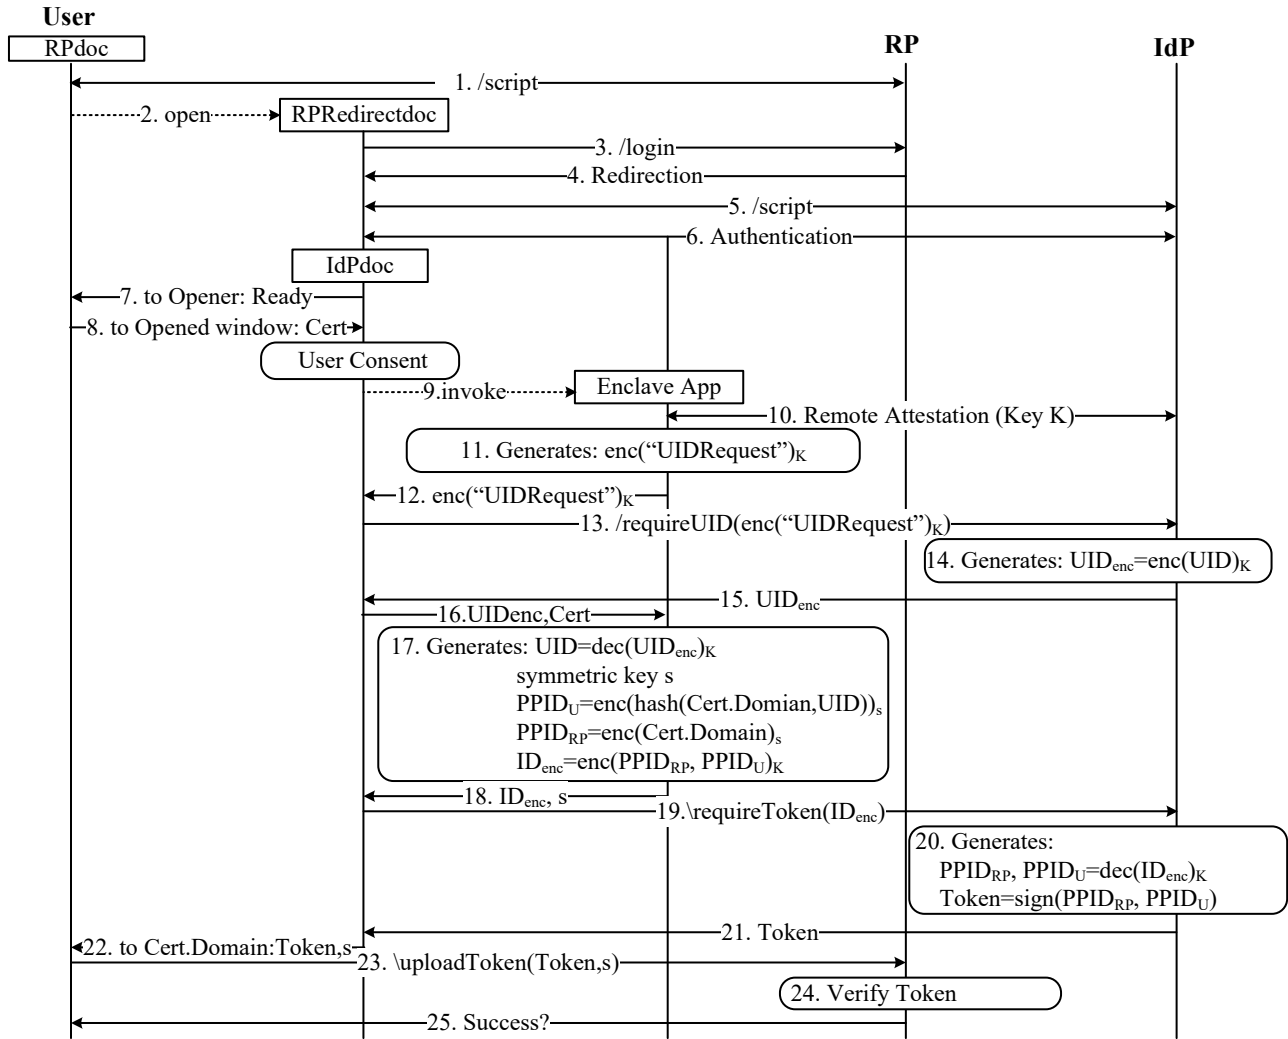 User
RPdoc
RP
IdP
1. /script
2. open
RPRedirectdoc
3. /login
4. Redirection
5. /script
6. Authentication
IdPdoc
7. to Opener: Ready
8. to Opened window: Cert
User Consent
9.invoke
Enclave App
10. Remote Attestation (Key K)
11. Generates: enc(“UIDRequest”)K
12. enc(“UIDRequest”)K
13. /requireUID(enc(“UIDRequest”)K)
14. Generates: UIDenc=enc(UID)K
15. UIDenc
16.UIDenc,Cert
17. Generates: UID=dec(UIDenc)K
symmetric key s
PPIDU=enc(hash(Cert.Domian,UID))s
PPIDRP=enc(Cert.Domain)s
IDenc=enc(PPIDRP, PPIDU)K
18. IDenc, s
19.\requireToken(IDenc)
20. Generates:
PPIDRP, PPIDU=dec(IDenc)K
Token=sign(PPIDRP, PPIDU)
21. Token
22. to Cert.Domain:Token,s
23. \uploadToken(Token,s)
24. Verify Token
25. Success?